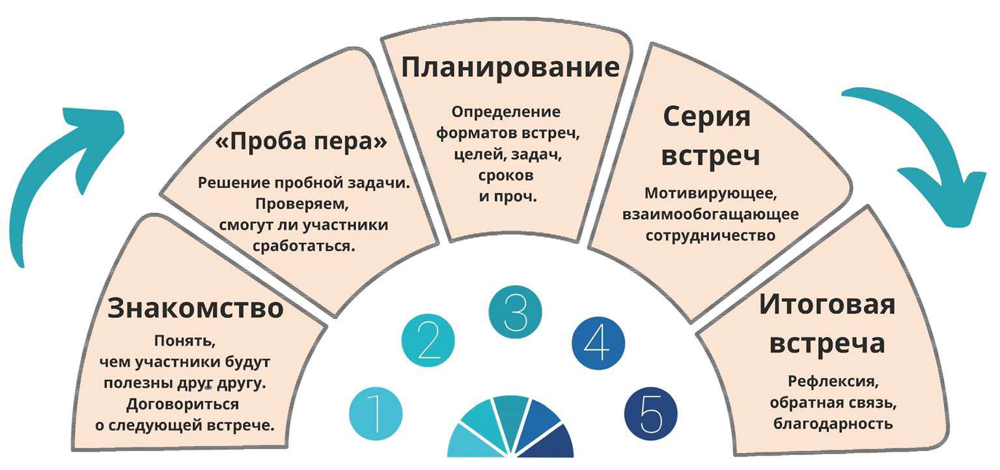 Знакомство
Понять,
чем участники будут
полезны друг другу.
Договориться
о следующей встрече.
«Проба пера»
Решение пробной задачи.
Проверяем,
смогут ли участники
сработаться.
Планирование
Определение
форматов встреч,
целей, задач,
сроков
и проч.
Серия
встреч
Мотивирующее,
взаимообогащающее
сотрудничество
Итоговая
встреча
Рефлексия,
обратная связь,
благодарность
1
2
3
4
5